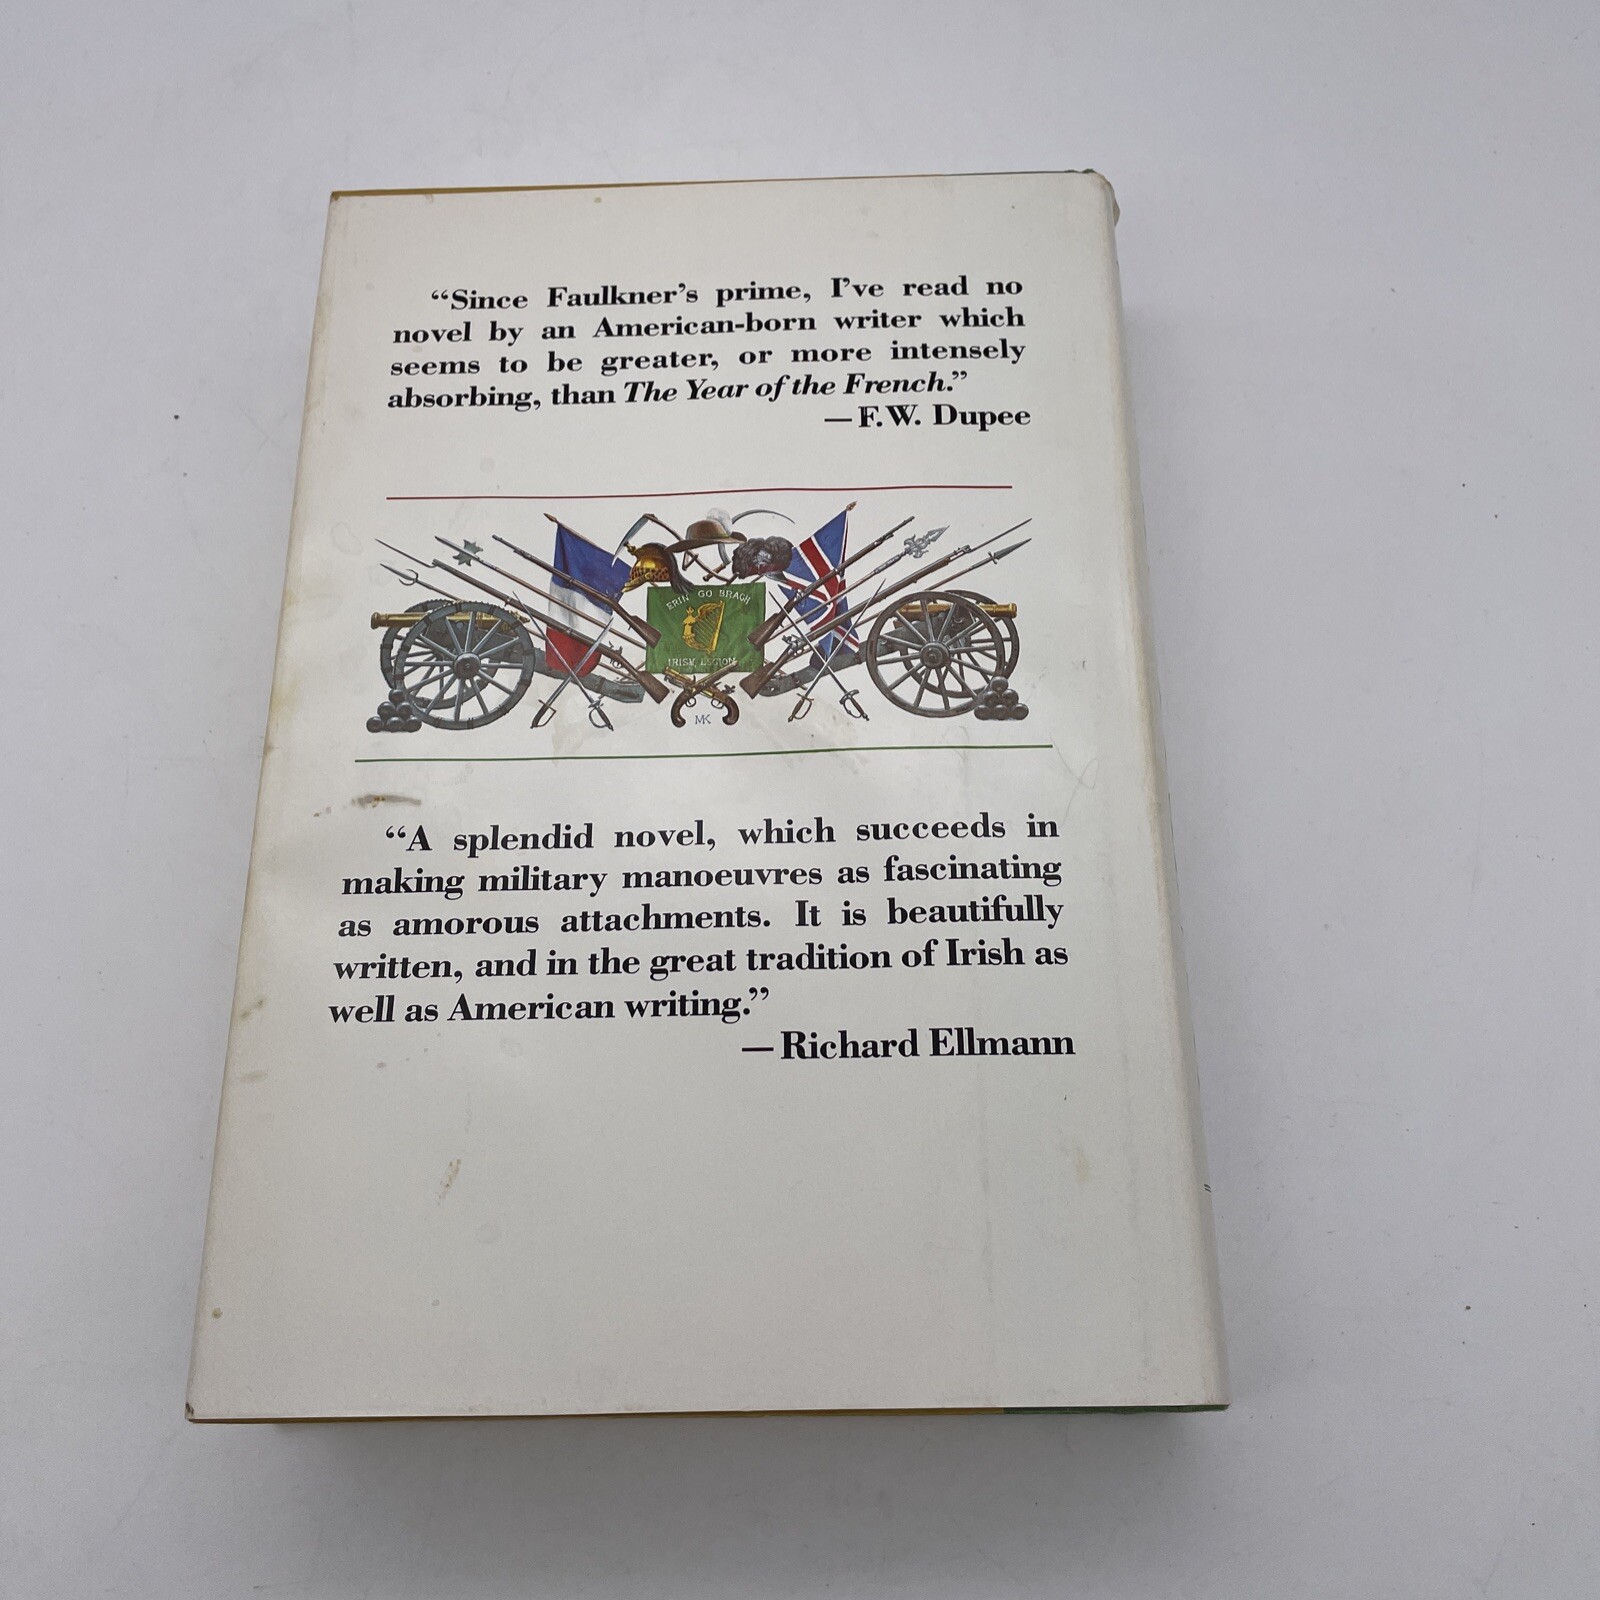 “Since Faulkner’s prime, I’ve read no
novel by an American-born writer which
seems to be greater, or more intensely
absorbing, than The Year of the French.”
—F.W. Dupee
ERIN GO BRAGH
IRISH LEGION
MK
“A splendid novel, which succeeds in
making military manoeuvres as fascinating
as amorous attachments. It is beautifully
written, and in the great tradition of Irish as
well as American writing.”
—Richard Ellmann